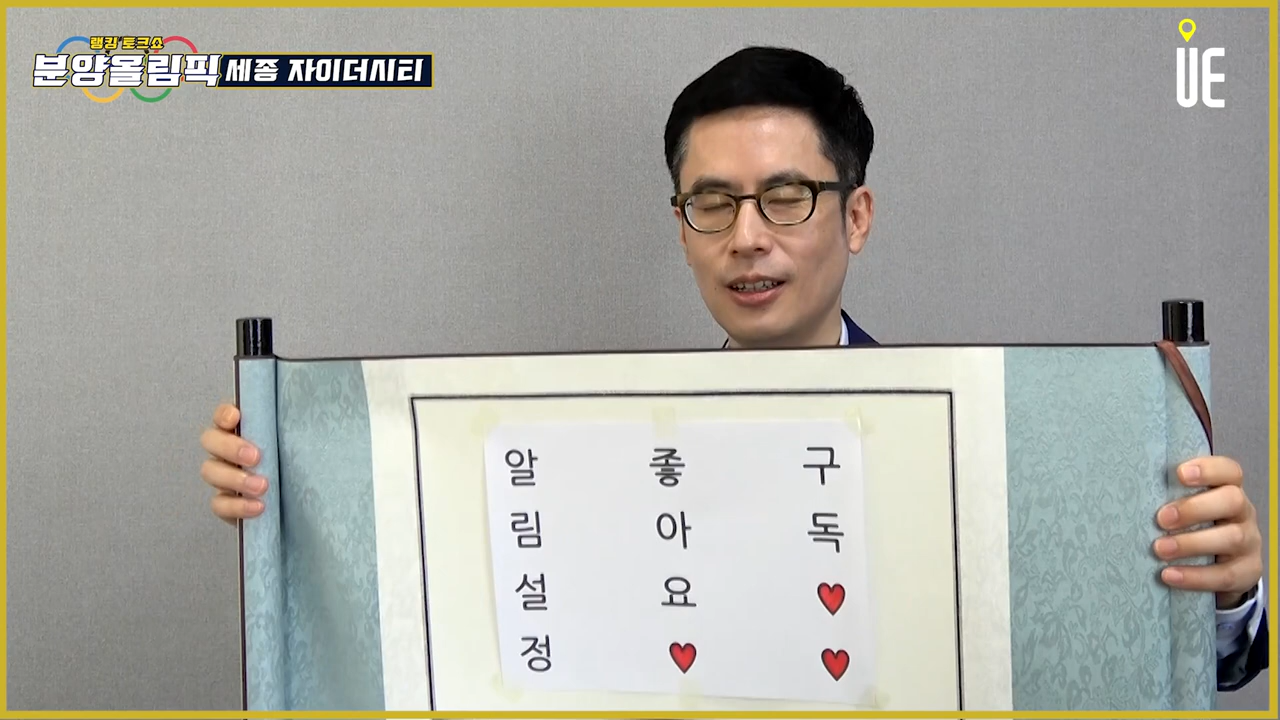 랭킹 토크쇼
분양올림픽 세종 자이더시티
UE
구독♥♥
좋아요♥
알림설정